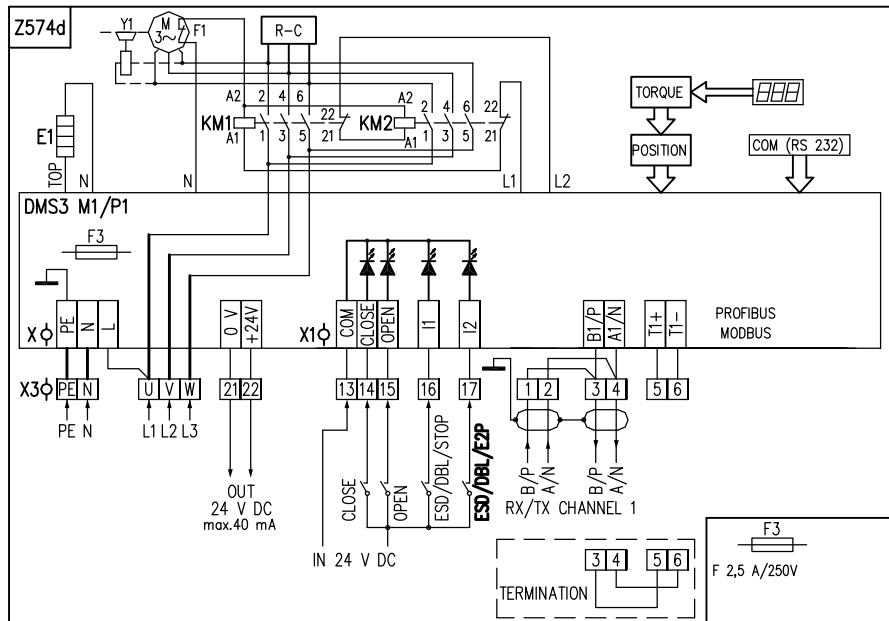 Z574d
Y1
M
3~
F1
R-C
TORQUE
POSITION
COM (RS 232)
E1
TOP
N
N
A2
2
4
6
22
KM1
A1
1
3
5
21
A2
2
4
6
22
KM2
A1
1
3
5
21
L1
L2
DMS3 M1/P1
F3
X
PE
N
L
0 V
+24V
X1
COM
CLOSE
OPEN
I1
I2
B1/P
A1/N
T1+
T1-
PROFIBUS
MODBUS
X3
PE
N
U
V
W
21
22
13
14
15
16
17
1
2
3
4
5
6
PE N
L1 L2 L3
OUT
24 V DC
max.40 mA
CLOSE
OPEN
ESD/DBL/STOP
ESD/DBL/E2P
IN 24 V DC
B/P
A/N
B/P
A/N
RX/TX CHANNEL 1
TERMINATION
3
4
5
6
F3
F 2,5 A/250V